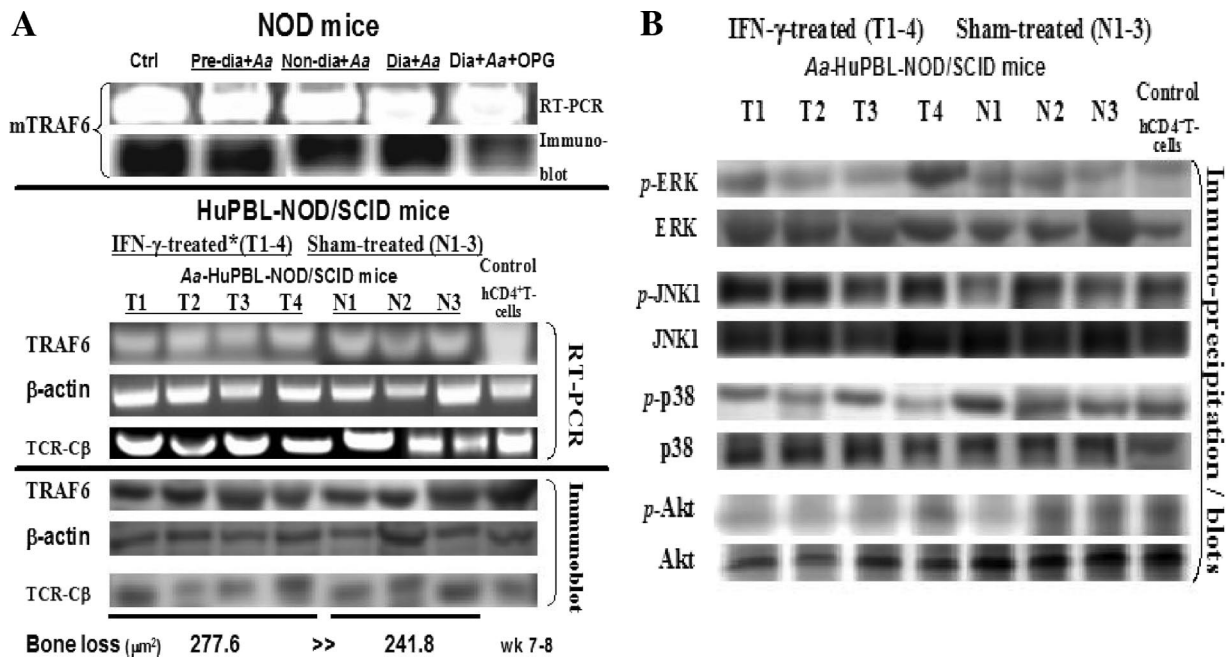 A
NOD mice
Ctrl Pre-dia+Aa Non-dia+Aa Dia+Aa Dia+Aa+OPG
mTRAF6
RT-PCR
Immuno-
blot
HuPBL-NOD/SCID mice
IFN-γ-treated*(T1-4) Sham-treated (N1-3)
Aa-HuPBL-NOD/SCID mice
Control
hCD4⁺T-
cells
T1 T2 T3 T4 N1 N2 N3
TRAF6
β-actin
TCR-Cβ
RT-PCR
TRAF6
β-actin
TCR-Cβ
Immunoblot
Bone loss (μm²) 277.6 >> 241.8 wk 7-8
B
IFN-γ-treated (T1-4) Sham-treated (N1-3)
Aa-HuPBL-NOD/SCID mice
Control
hCD4⁺T-
cells
T1 T2 T3 T4 N1 N2 N3
p-ERK
ERK
p-JNK1
JNK1
p-p38
p38
p-Akt
Akt
Immuno-precipitation / blots